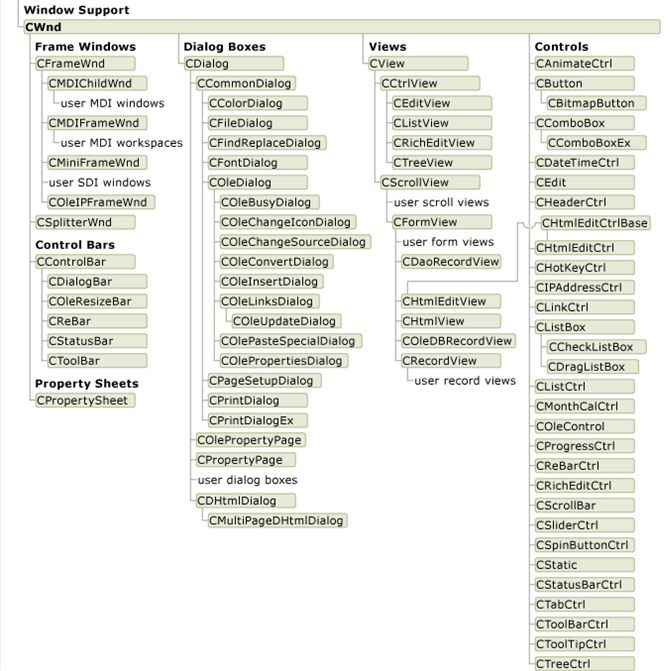 Window Support
CWnd
Frame Windows
CFrameWnd
CMDIChildWnd
user MDI windows
CMDIFrameWnd
user MDI workspaces
CMiniFrameWnd
user SDI windows
COleIPFrameWnd
CSplitterWnd
Control Bars
CControlBar
CDialogBar
COleResizeBar
CReBar
CStatusBar
CToolBar
Property Sheets
CPropertySheet
Dialog Boxes
CDialog
CCommonDialog
CColorDialog
CFileDialog
CFindReplaceDialog
CFontDialog
COleDialog
COleBusyDialog
COleChangeIconDialog
COleChangeSourceDialog
COleConvertDialog
COleInsertDialog
COleLinksDialog
COleUpdateDialog
COlePasteSpecialDialog
COlePropertiesDialog
CPageSetupDialog
CPrintDialog
CPrintDialogEx
COlePropertyPage
CPropertyPage
user dialog boxes
CDHtmlDialog
CMultiPageDHtmlDialog
Views
CView
CCtrlView
CEditView
CListView
CRichEditView
CTreeView
CScrollView
user scroll views
CFormView
user form views
CDaoRecordView
CHtmlEditView
CHtmlView
COleDBRecordView
CRecordView
user record views
Controls
CAnimateCtrl
CButton
CBitmapButton
CComboBox
CComboBoxEx
CDateTimeCtrl
CEdit
CHeaderCtrl
CHtmlEditCtrlBase
CHtmlEditCtrl
CHotKeyCtrl
CIPAddressCtrl
CLinkCtrl
CListBox
CCheckListBox
CDragListBox
CListCtrl
CMonthCalCtrl
COleControl
CProgressCtrl
CReBarCtrl
CRichEditCtrl
CScrollBar
CSliderCtrl
CSpinButtonCtrl
CStatic
CStatusBarCtrl
CTabCtrl
CToolBarCtrl
CToolTipCtrl
CTreeCtrl